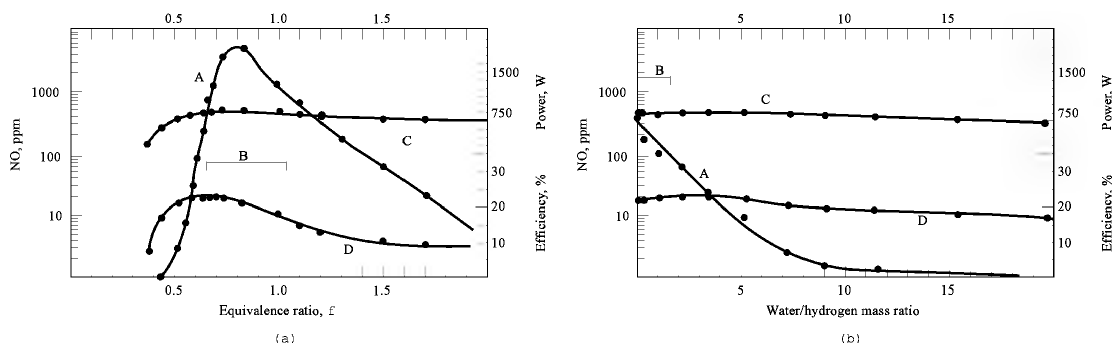 0.5 1.0 1.5
NO, ppm
1000
100
10
A
B
C
D
1500
750
30
20
10
Power, W
Efficiency, %
0.5 1.0 1.5
Equivalence ratio, £
(a)
5 10 15
NO, ppm
1000
100
10
B
C
A
D
1500
750
30
20
10
Power, W
Efficiency, %
5 10 15
Water/hydrogen mass ratio
(b)